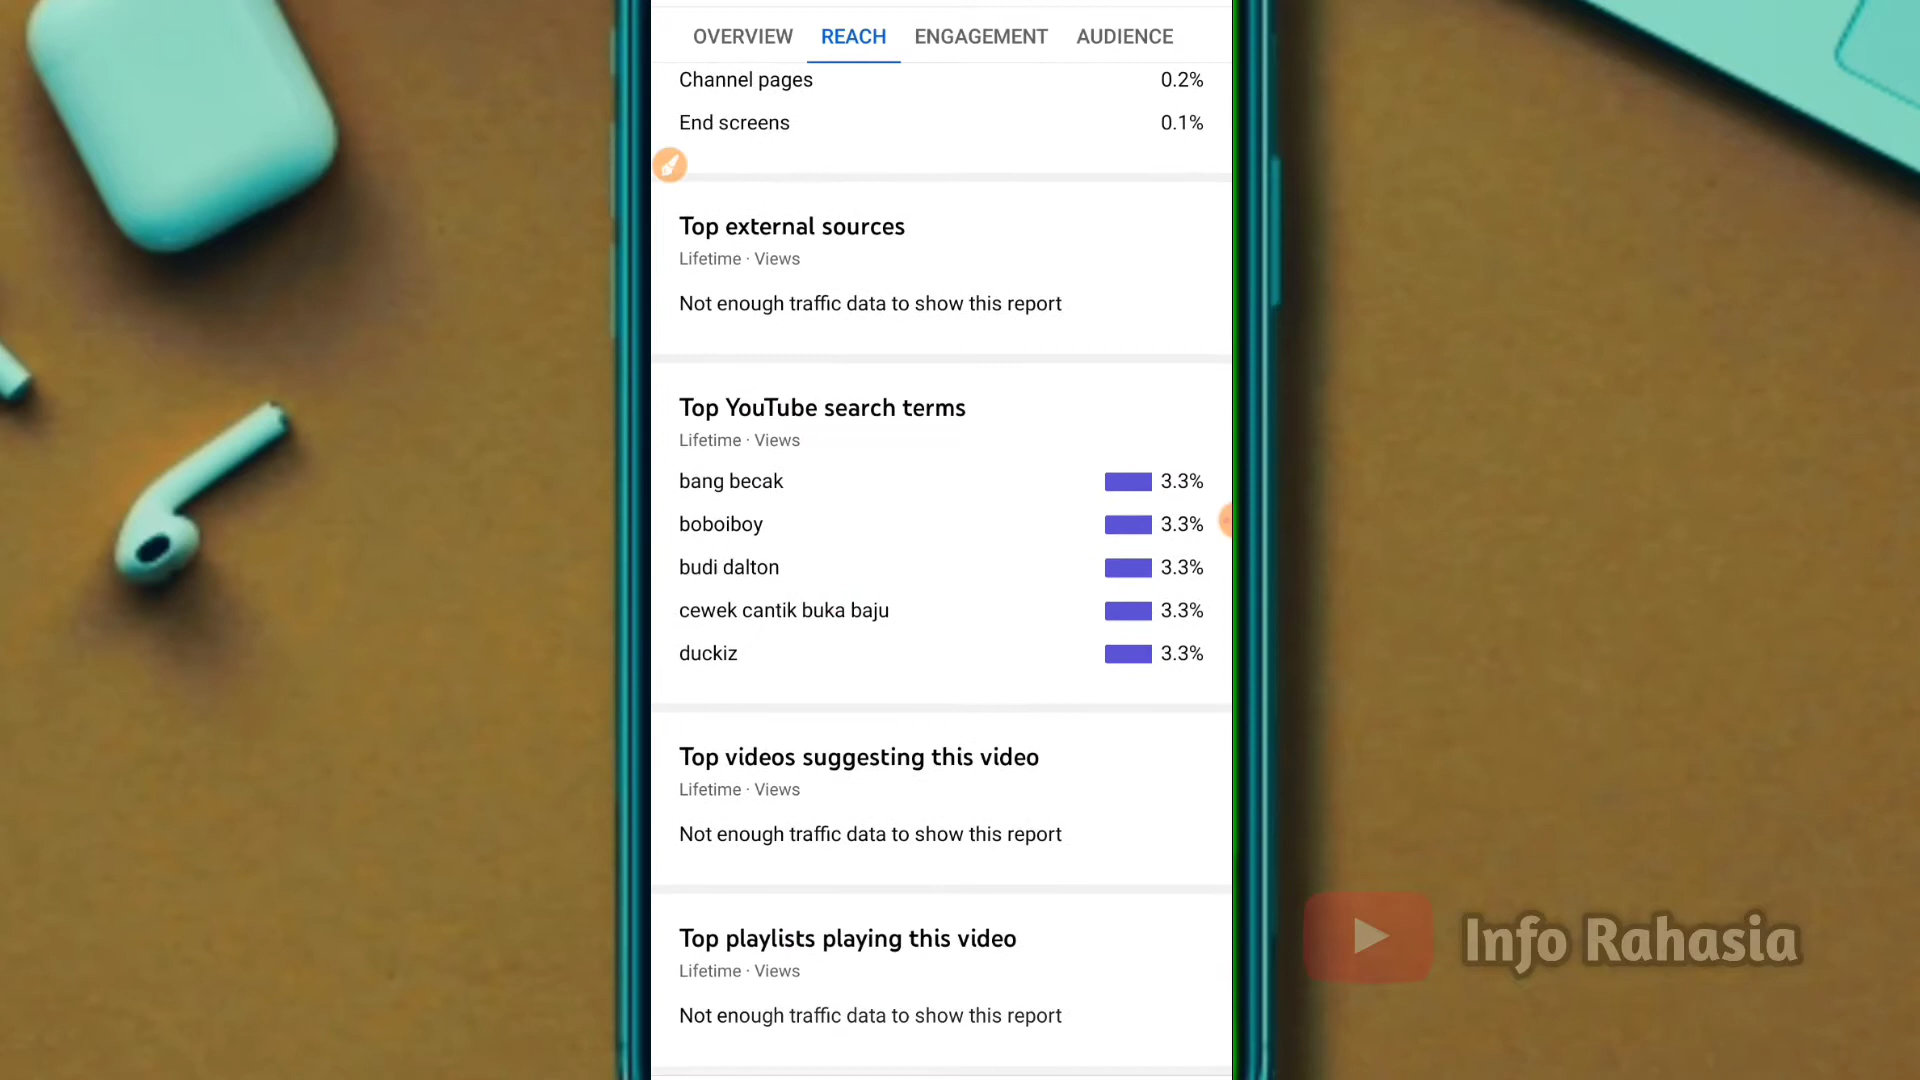 OVERVIEW REACH ENGAGEMENT AUDIENCE
Channel pages 0.2%
End screens 0.1%
Top external sources
Lifetime · Views
Not enough traffic data to show this report
Top YouTube search terms
Lifetime · Views
bang becak 3.3%
boboiboy 3.3%
budi dalton 3.3%
cewek cantik buka baju 3.3%
duckiz 3.3%
Top videos suggesting this video
Lifetime · Views
Not enough traffic data to show this report
Top playlists playing this video
Lifetime · Views
Not enough traffic data to show this report
Info Rahasia